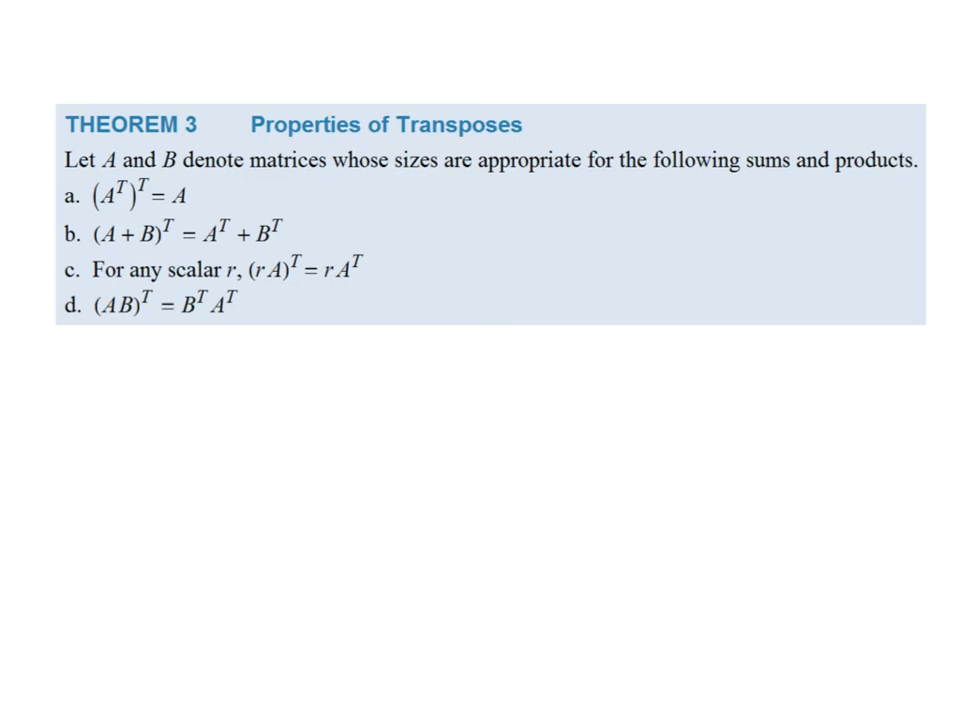 THEOREM 3 Properties of Transposes
Let A and B denote matrices whose sizes are appropriate for the following sums and products.
a. (A^T)^T = A
b. (A + B)^T = A^T + B^T
c. For any scalar r, (rA)^T = rA^T
d. (AB)^T = B^T A^T